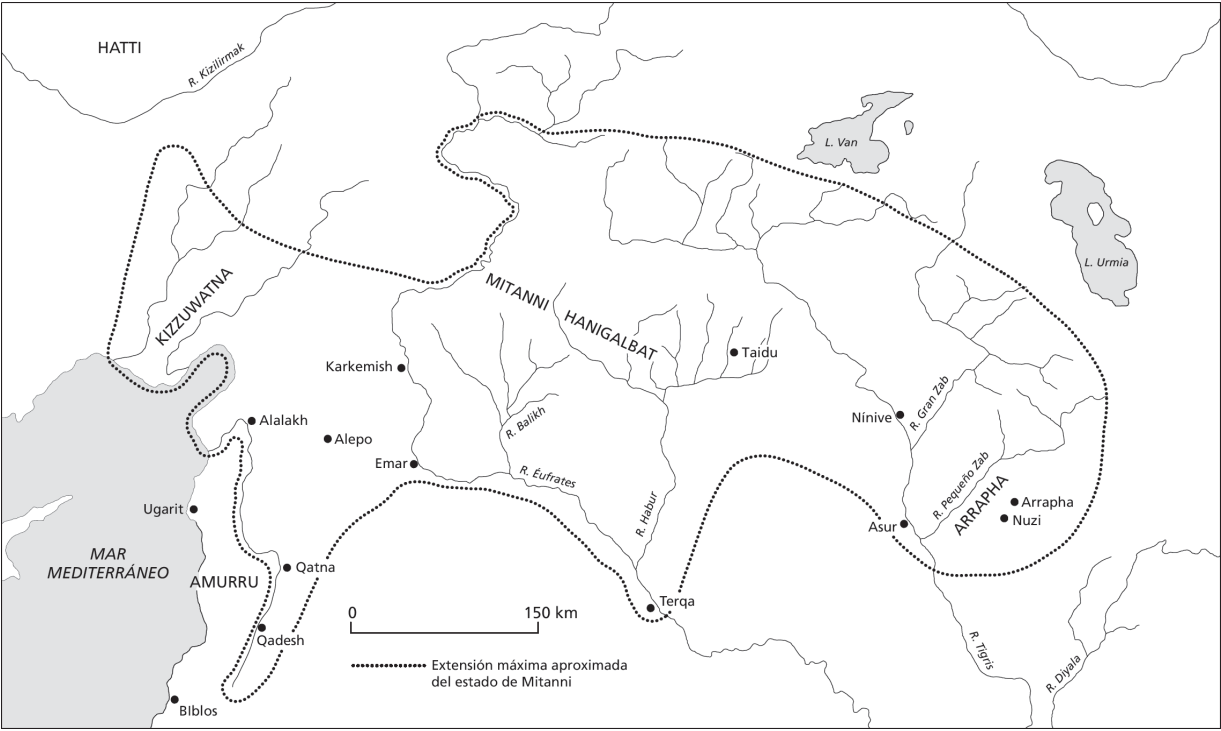 HATTI
R. Kizilirmak
L. Van
L. Urmia
KIZZUWATNA
MITANNI
HANIGALBAT
Taidu
Karkemish
Alalakh
Alepo
R. Balikh
Nínive
R. Gran Zab
Emar
R. Éufrates
R. Habur
R. Pequeño Zab
ARRAPHA
Arrapha
Nuzi
Ugarit
Asur
MAR
MEDITERRÁNEO
AMURRU
Qatna
Terqa
Qadesh
0 150 km
Extensión máxima aproximada
del estado de Mitanni
R. Tigris
R. Diyala
BIblos